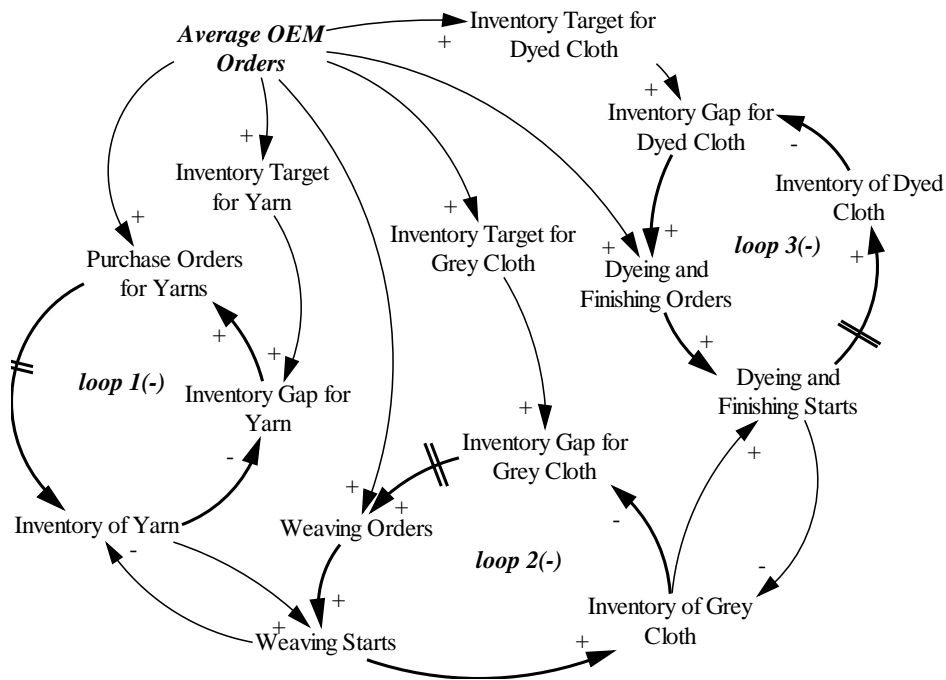 Average OEM
Orders
Inventory Target for
Dyed Cloth
+
+
Inventory Gap for
Dyed Cloth
-
+
Inventory Target
for Yarn
Inventory of Dyed
Cloth
+
+
Inventory Target for
Grey Cloth
+
+
loop 3(-)
+
Purchase Orders
for Yarns
Dyeing and
Finishing Orders
+
+
+
loop 1(-)
Inventory Gap for
Yarn
Dyeing and
Finishing Starts
+
Inventory Gap for
Grey Cloth
+
-
+
+
Inventory of Yarn
Weaving Orders
-
-
loop 2(-)
-
+
Inventory of Grey
Cloth
+
Weaving Starts
+